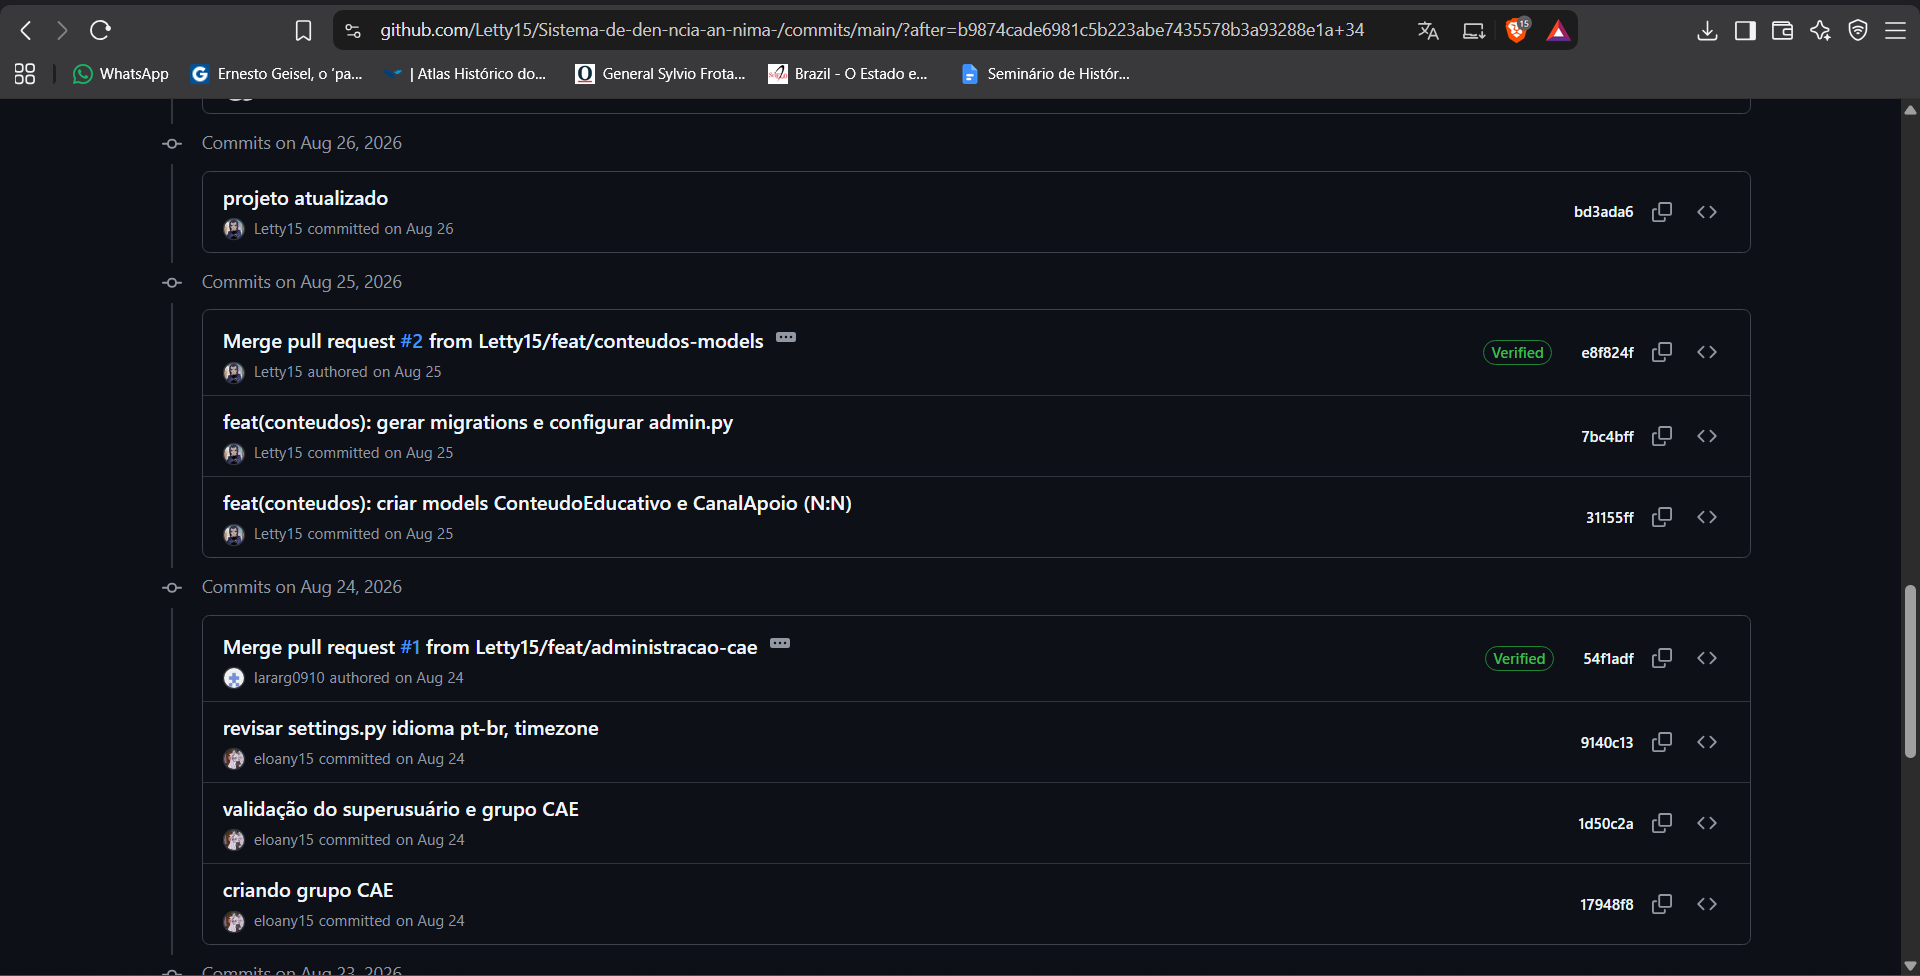 github.com/Letty15/Sistema-de-den-ncia-an-nima-/commits/main/?after=b9874cade6981c5b223abe7435578b3a93288e1a+34
15
WhatsApp
G Ernesto Geisel, o 'pa...
| Atlas Histórico do...
O General Sylvio Frota...
Brazil - O Estado e...
Seminário de Histór...
Commits on Aug 26, 2026
projeto atualizado
Letty15 committed on Aug 26
bd3ada6
Commits on Aug 25, 2026
Merge pull request #2 from Letty15/feat/conteudos-models
Letty15 authored on Aug 25
Verified
e8f824f
feat(conteudos): gerar migrations e configurar admin.py
Letty15 committed on Aug 25
7bc4bff
feat(conteudos): criar models ConteudoEducativo e CanalApoio (N:N)
Letty15 committed on Aug 25
31155ff
Commits on Aug 24, 2026
Merge pull request #1 from Letty15/feat/administracao-cae
lararg0910 authored on Aug 24
Verified
54f1adf
revisar settings.py idioma pt-br, timezone
eloany15 committed on Aug 24
9140c13
validação do superusuário e grupo CAE
eloany15 committed on Aug 24
1d50c2a
criando grupo CAE
eloany15 committed on Aug 24
17948f8
Commits on Aug 23, 2026